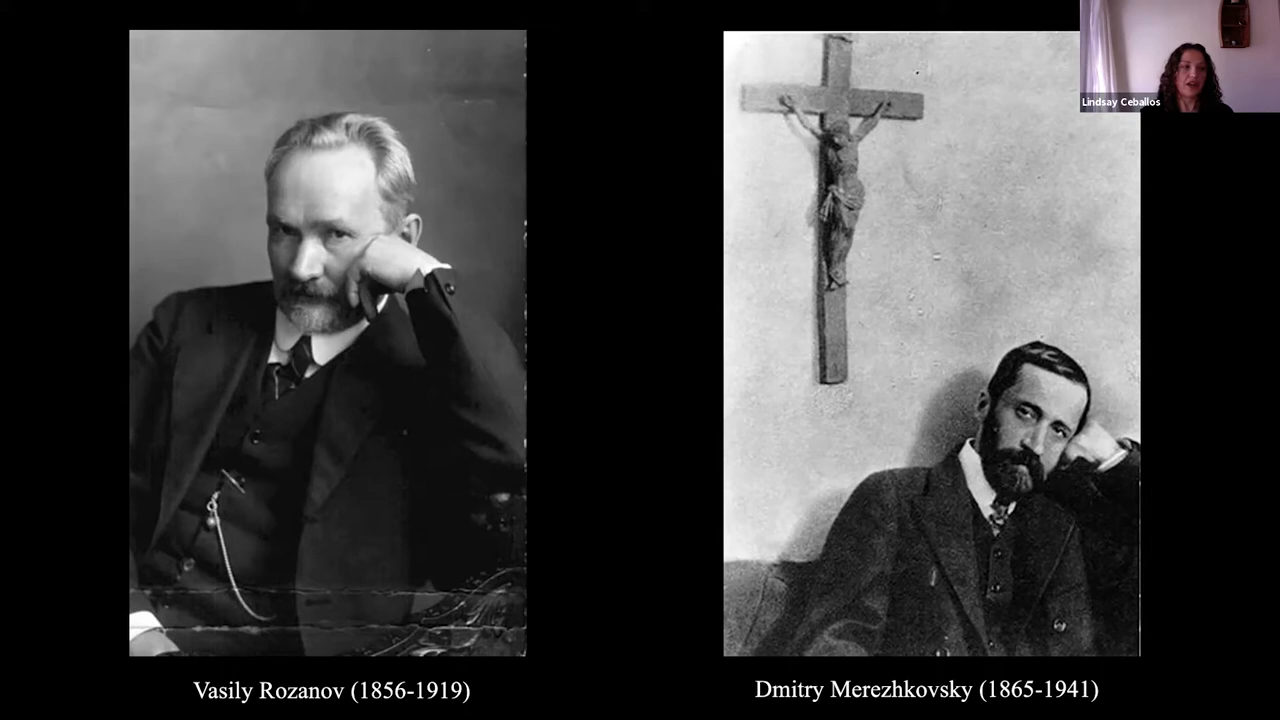 Lindsay Ceballos
Vasily Rozanov (1856-1919)
Dmitry Merezhkovsky (1865-1941)